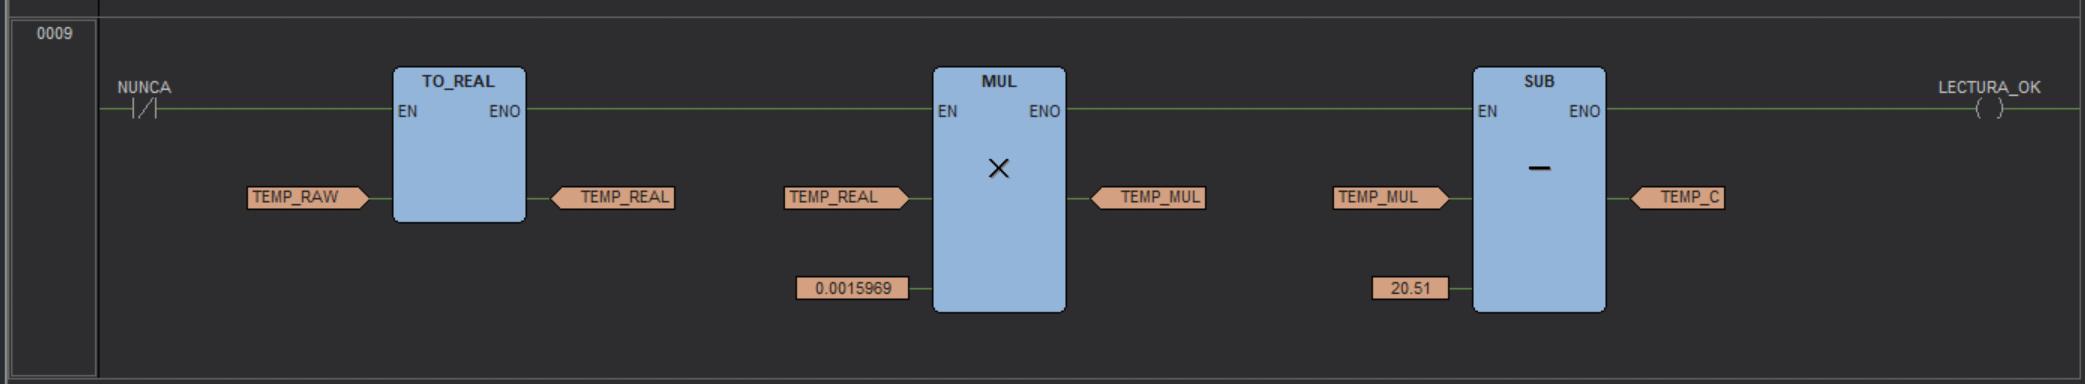 0009
NUNCA
TO_REAL
MUL
SUB
LECTURA_OK
EN ENO
EN ENO
EN ENO
×
−
TEMP_RAW
TEMP_REAL
TEMP_REAL
TEMP_MUL
TEMP_MUL
TEMP_C
0.0015969
20.51